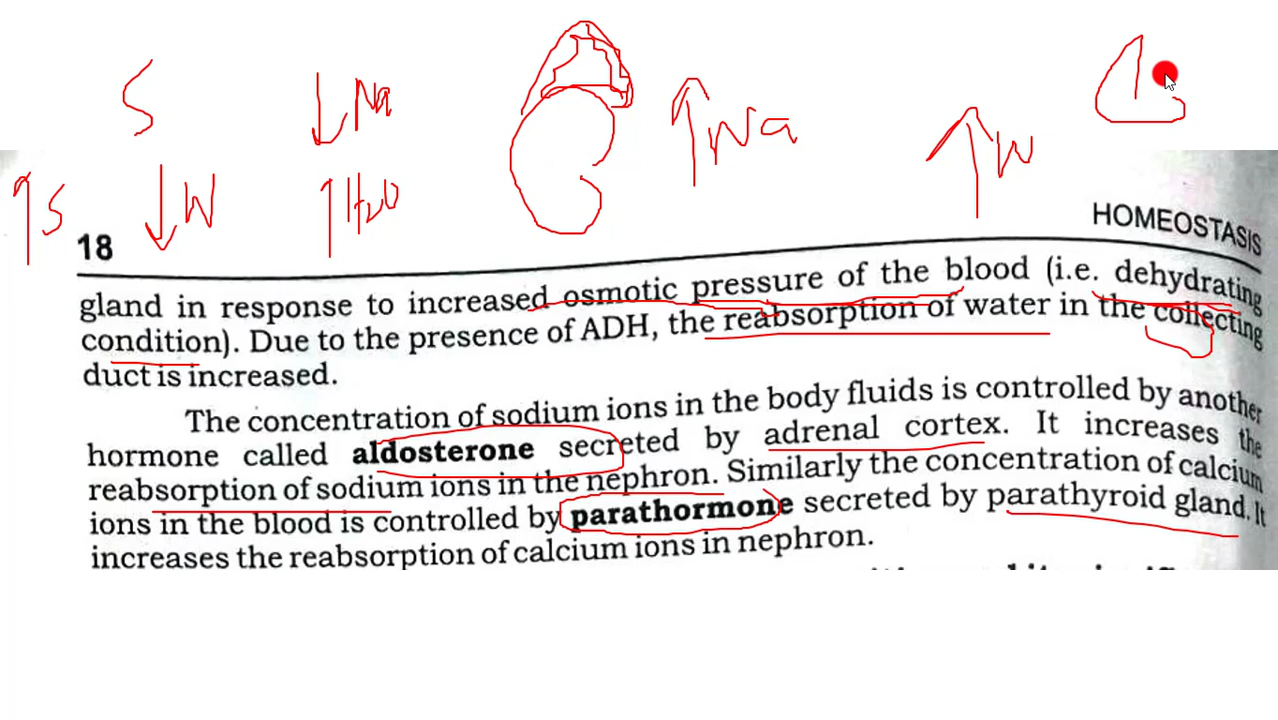 S
↓Na
↑Na
↑W
↑S
↓W
↑H2O
HOMEOSTASIS
18
gland in response to increased osmotic pressure of the blood (i.e. dehydrating
condition). Due to the presence of ADH, the reabsorption of water in the collecting
duct is increased.
The concentration of sodium ions in the body fluids is controlled by another
hormone called aldosterone secreted by adrenal cortex. It increases the
reabsorption of sodium ions in the nephron. Similarly the concentration of calcium
ions in the blood is controlled by parathormone secreted by parathyroid gland. It
increases the reabsorption of calcium ions in nephron.